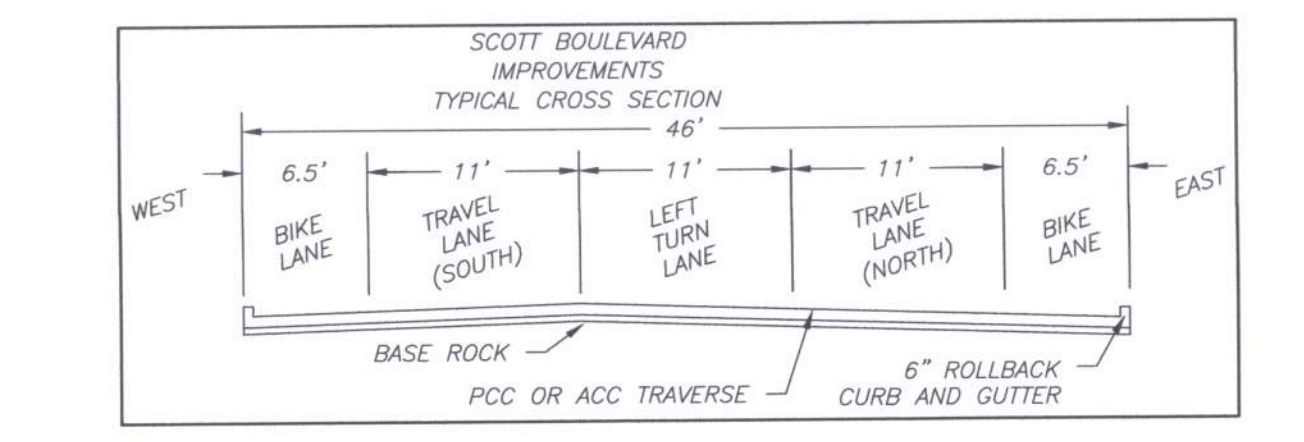 SCOTT BOULEVARD
IMPROVEMENTS
TYPICAL CROSS SECTION
46'
6.5'
11'
11'
11'
6.5'
WEST
BIKE
LANE
TRAVEL
LANE
(SOUTH)
LEFT
TURN
LANE
TRAVEL
LANE
(NORTH)
BIKE
LANE
EAST
BASE ROCK
PCC OR ACC TRAVERSE
6" ROLLBACK
CURB AND GUTTER